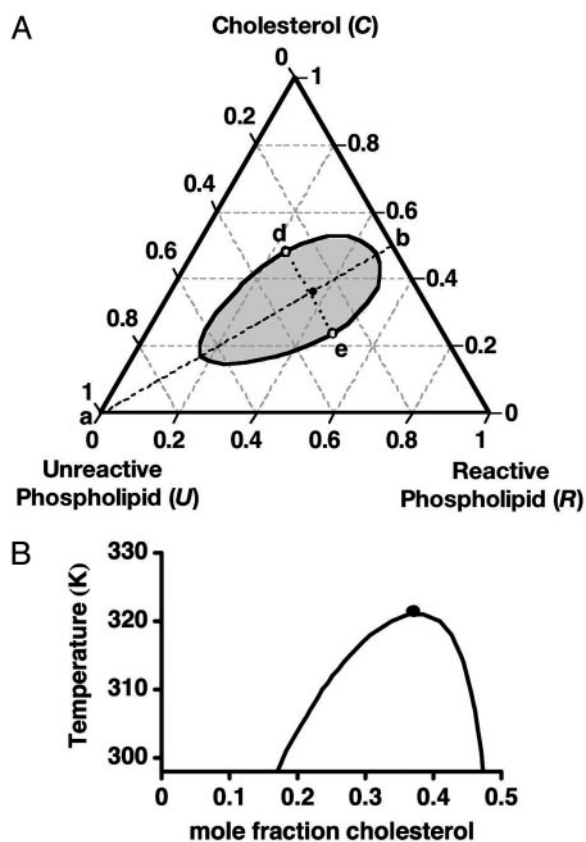 A
Cholesterol (C)
0
1
0.2
0.8
0.4
0.6
d
b
0.6
0.4
0.8
e
0.2
1
a
0
0 0.2 0.4 0.6 0.8 1
Unreactive
Phospholipid (U)
Reactive
Phospholipid (R)
B
330
320
310
300
Temperature (K)
0 0.1 0.2 0.3 0.4 0.5
mole fraction cholesterol